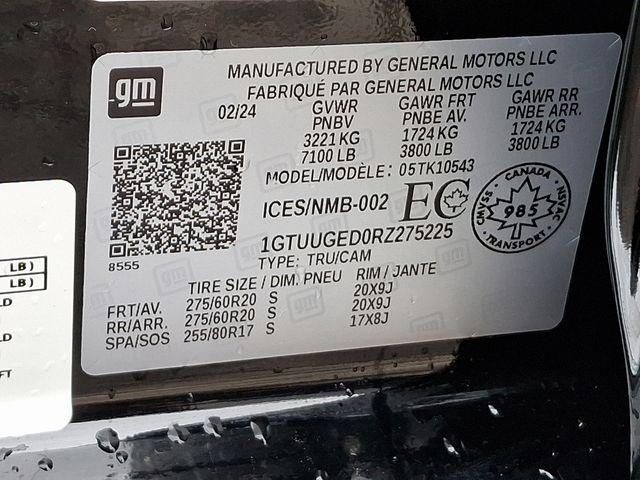 gm
MANUFACTURED BY GENERAL MOTORS LLC
FABRIQUÉ PAR GENERAL MOTORS LLC
02/24 GVWR GAWR FRT GAWR RR
PNBV PNBE AV. PNBE ARR.
3221 KG 1724 KG 1724 KG
7100 LB 3800 LB 3800 LB
MODEL/MODÈLE: 05TK10543
ICES/NMB-002 EC
CANADA
CMVSS 985 NSVAC
TRANSPORT
1GTUUGED0RZ275225
8555
TYPE: TRU/CAM
TIRE SIZE / DIM. PNEU RIM / JANTE
FRT/AV. 275/60R20 S 20X9J
RR/ARR. 275/60R20 S 20X9J
SPA/SOS 255/80R17 S 17X8J
LB)
LB)
LD
LD
FT